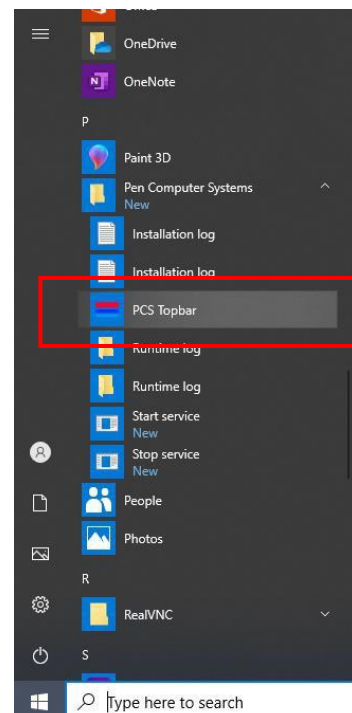 OneDrive
OneNote
P
Paint 3D
Pen Computer Systems
New
Installation log
Installation log
PCS Topbar
Runtime log
Runtime log
Start service
New
Stop service
New
People
Photos
R
RealVNC
S
Type here to search